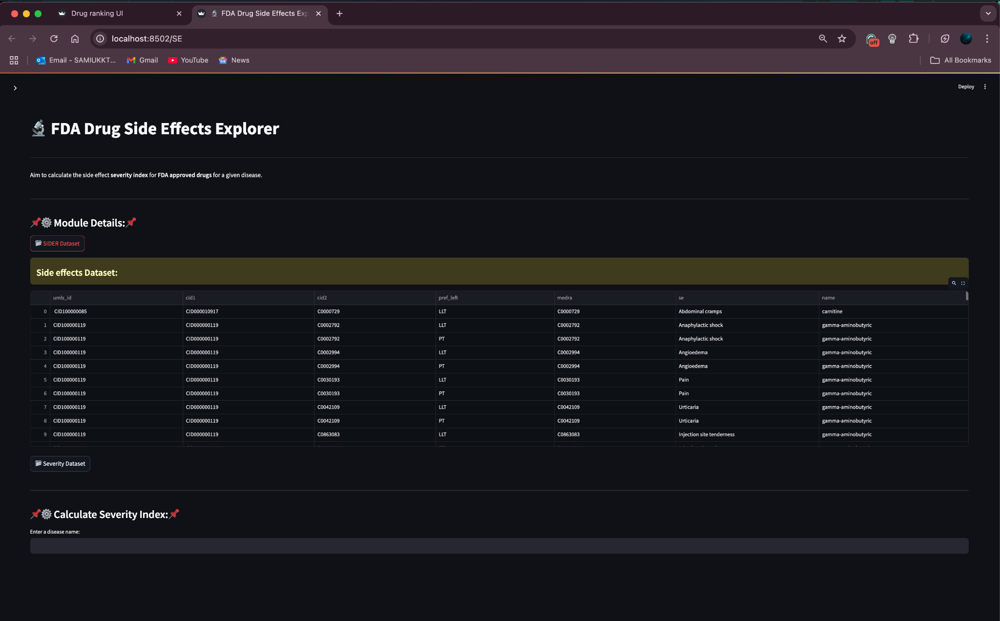 Drug ranking UI
FDA Drug Side Effects Exp
localhost:8502/SE
off
Email - SAMIUKKT...
Gmail
YouTube
News
All Bookmarks
Deploy
FDA Drug Side Effects Explorer
Aim to calculate the side effect severity index for FDA approved drugs for a given disease.
Module Details:
SIDER Dataset
Side effects Dataset:
umls_id cid1 cid2 pref_left medra se name
0 CID100000085 CID000010917 C0000729 LLT C0000729 Abdominal cramps carnitine
1 CID100000119 CID000000119 C0002792 LLT C0002792 Anaphylactic shock gamma-aminobutyric
2 CID100000119 CID000000119 C0002792 PT C0002792 Anaphylactic shock gamma-aminobutyric
3 CID100000119 CID000000119 C0002994 LLT C0002994 Angioedema gamma-aminobutyric
4 CID100000119 CID000000119 C0002994 PT C0002994 Angioedema gamma-aminobutyric
5 CID100000119 CID000000119 C0030193 LLT C0030193 Pain gamma-aminobutyric
6 CID100000119 CID000000119 C0030193 PT C0030193 Pain gamma-aminobutyric
7 CID100000119 CID000000119 C0042109 LLT C0042109 Urticaria gamma-aminobutyric
8 CID100000119 CID000000119 C0042109 PT C0042109 Urticaria gamma-aminobutyric
9 CID100000119 CID000000119 C0863083 LLT C0863083 Injection site tenderness gamma-aminobutyric
Severity Dataset
Calculate Severity Index:
Enter a disease name: